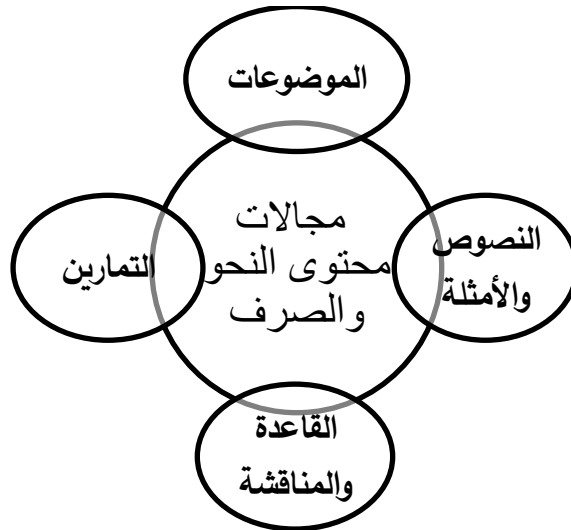 الموضوعات
مجالات
محتوى النحو
والصرف
النصوص
والأمثلة
التمارين
القاعدة
والمناقشة